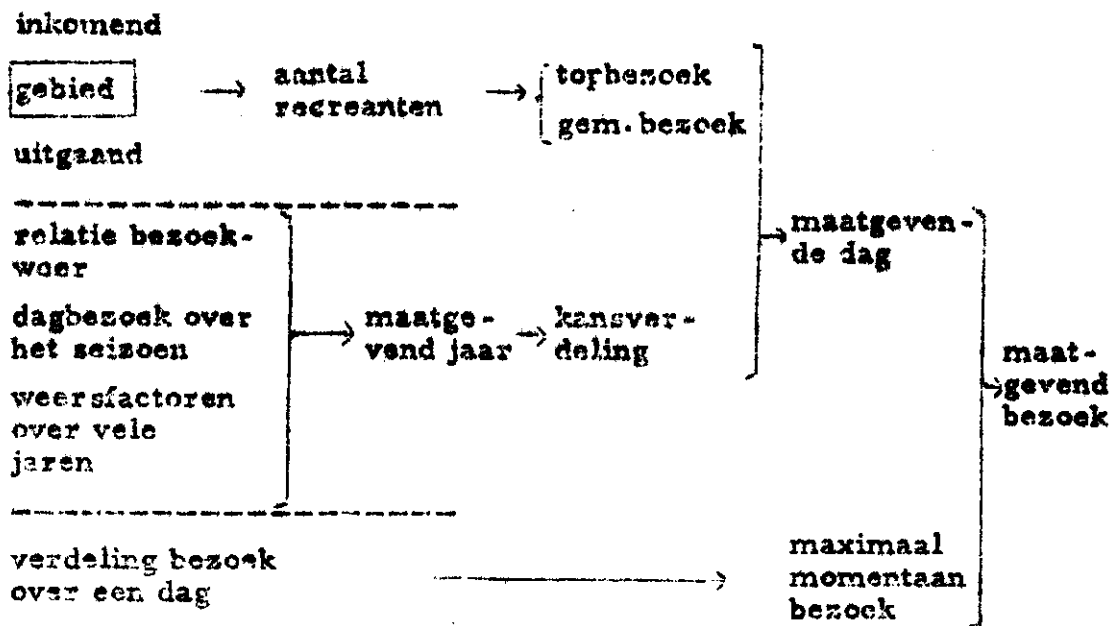 inkomend
gebied
aantal
recreanten
topbezoek
gem. bezoek
uitgaand
relatie bezoek-
weer
dagbezoek over
het seizoen
weersfactoren
over vele
jaren
maatge-
vend jaar
kansver-
deling
maatgeven-
de dag
verdeling bezoek
over een dag
maximaal
momentaan
bezoek
maat-
gevend
bezoek